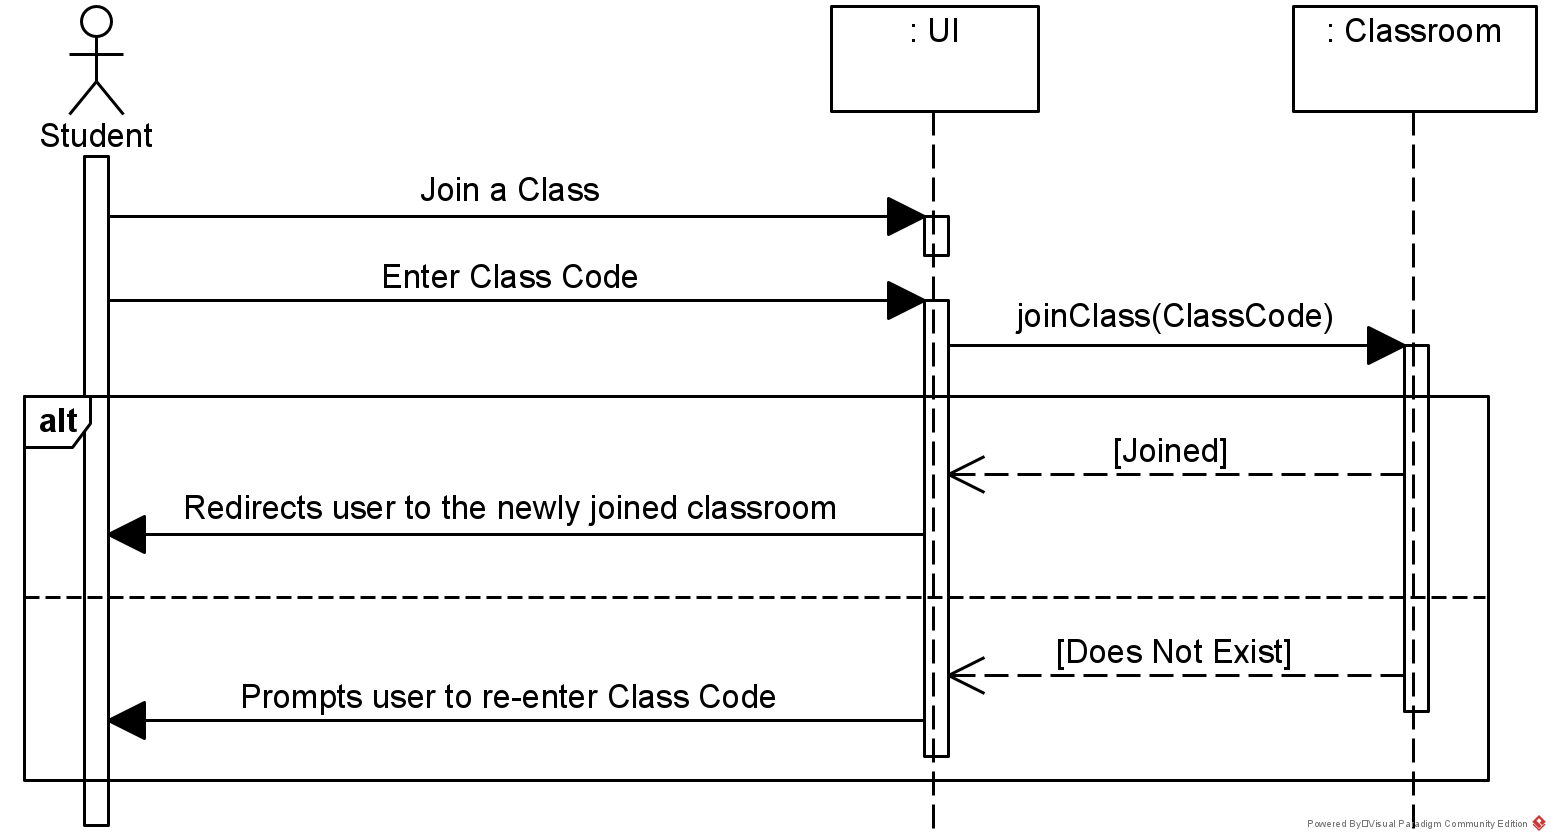 : UI
: Classroom
Student
Join a Class
Enter Class Code
joinClass(ClassCode)
alt
[Joined]
Redirects user to the newly joined classroom
[Does Not Exist]
Prompts user to re-enter Class Code
Powered By Visual Paradigm Community Edition